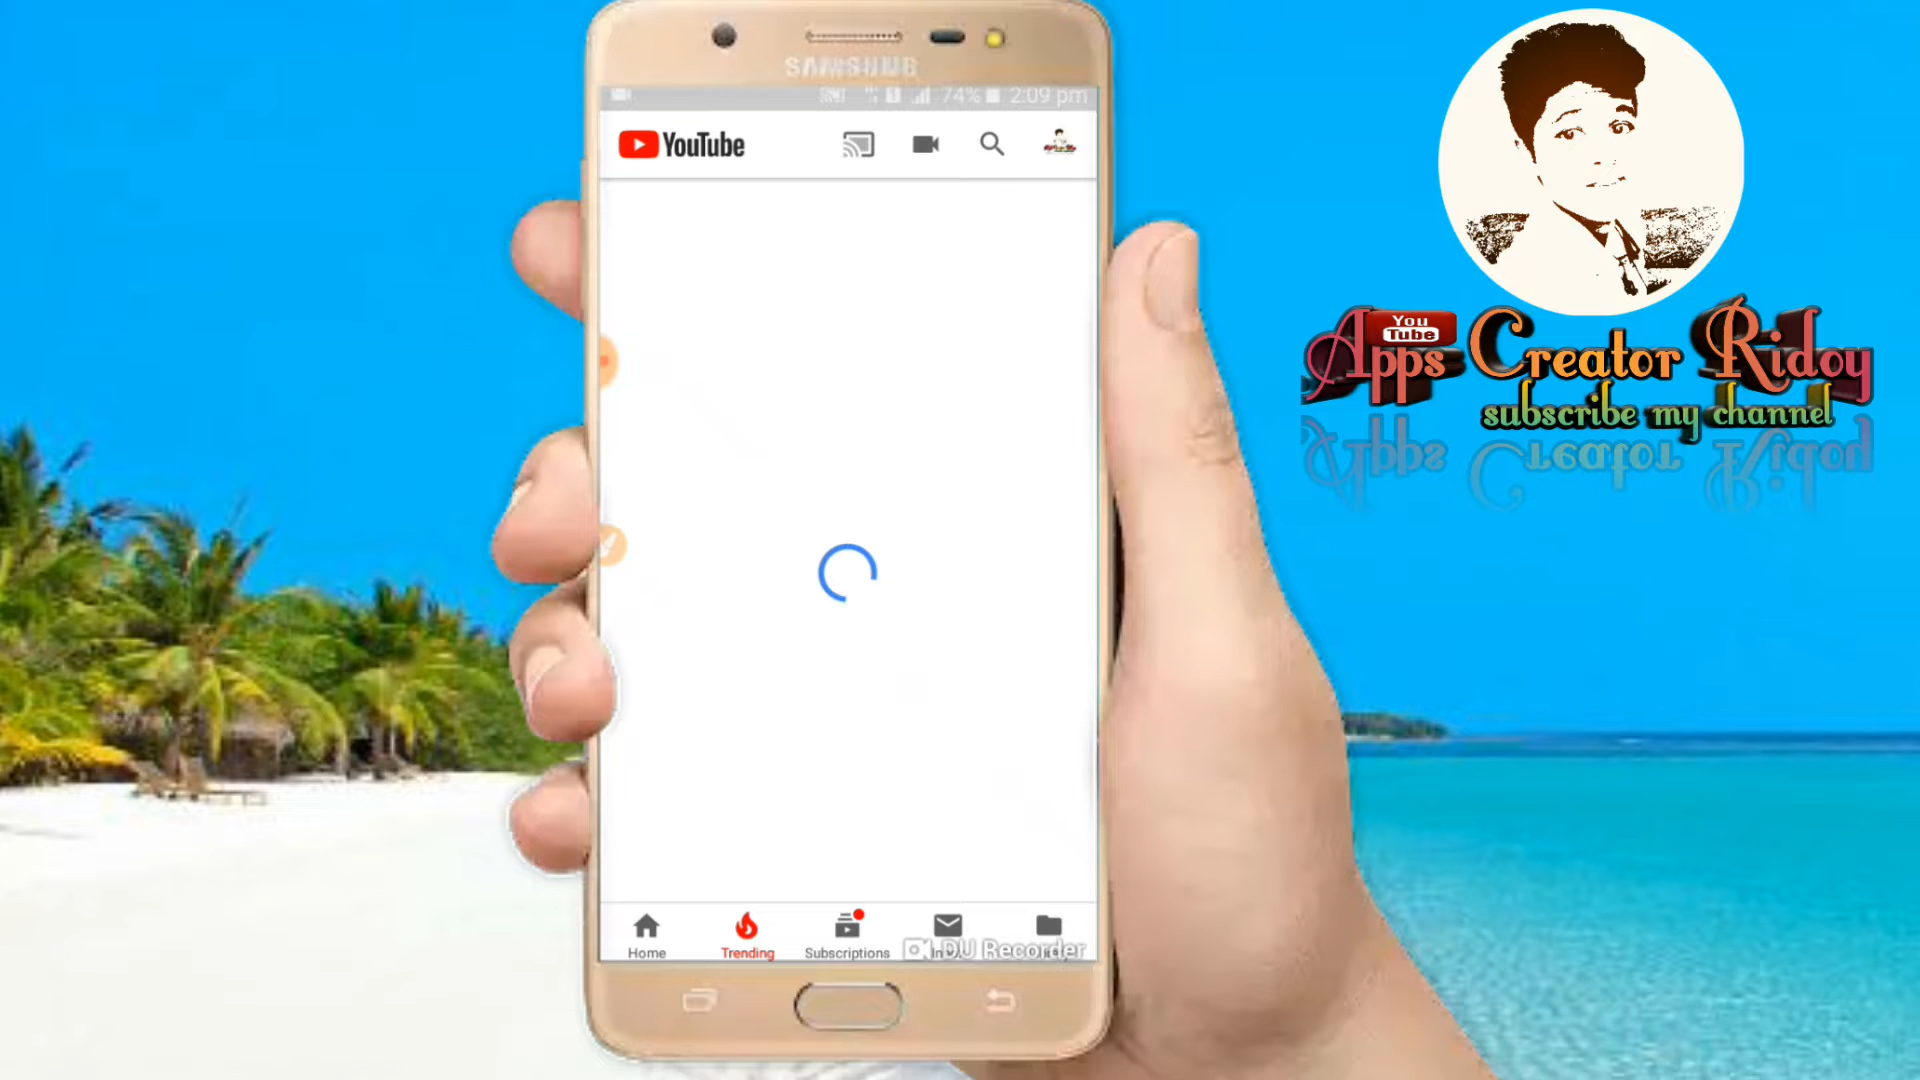 SAMSUNG
74% 2:09 pm
YouTube
You
Tube
Apps Creator Ridoy
subscribe my channel
Home
Trending
Subscriptions
DU Recorder